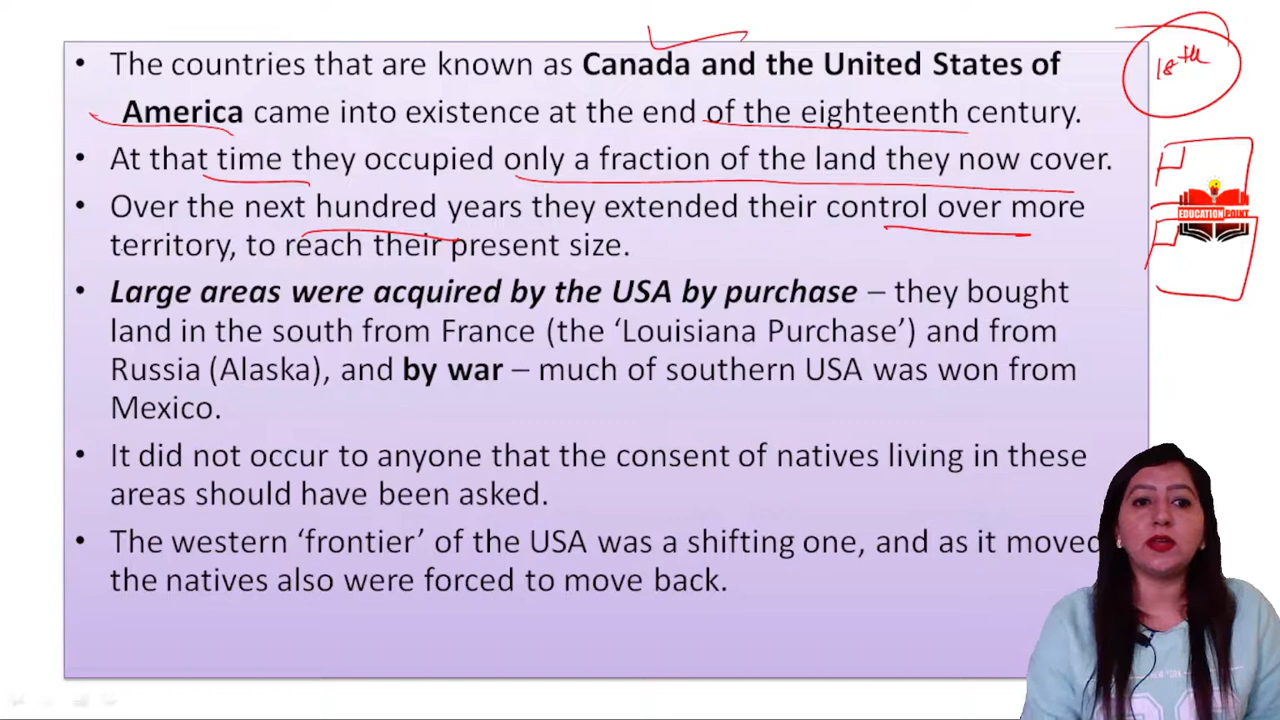 • The countries that are known as Canada and the United States of
America came into existence at the end of the eighteenth century.
• At that time they occupied only a fraction of the land they now cover.
• Over the next hundred years they extended their control over more
territory, to reach their present size.
• Large areas were acquired by the USA by purchase – they bought
land in the south from France (the ‘Louisiana Purchase’) and from
Russia (Alaska), and by war – much of southern USA was won from
Mexico.
• It did not occur to anyone that the consent of natives living in these
areas should have been asked.
• The western ‘frontier’ of the USA was a shifting one, and as it moved
the natives also were forced to move back.
18th
EDUCATION POINT
NEW YORK